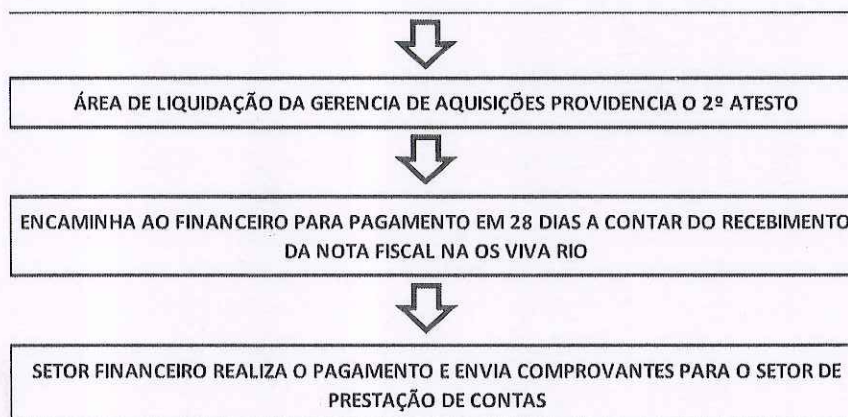 ÁREA DE LIQUIDAÇÃO DA GERENCIA DE AQUISIÇÕES PROVIDENCIA O 2º ATESTO
ENCAMINHA AO FINANCEIRO PARA PAGAMENTO EM 28 DIAS A CONTAR DO RECEBIMENTO
DA NOTA FISCAL NA OS VIVA RIO
SETOR FINANCEIRO REALIZA O PAGAMENTO E ENVIA COMPROVANTES PARA O SETOR DE
PRESTAÇÃO DE CONTAS